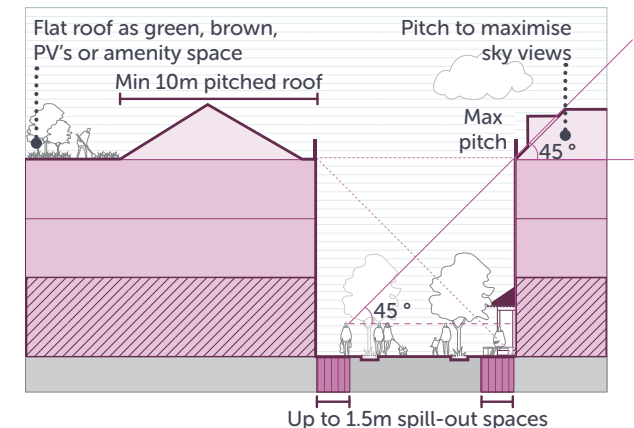 Flat roof as green, brown,
PV's or amenity space
Pitch to maximise
sky views
Min 10m pitched roof
Max
pitch
45 °
45 °
Up to 1.5m spill-out spaces